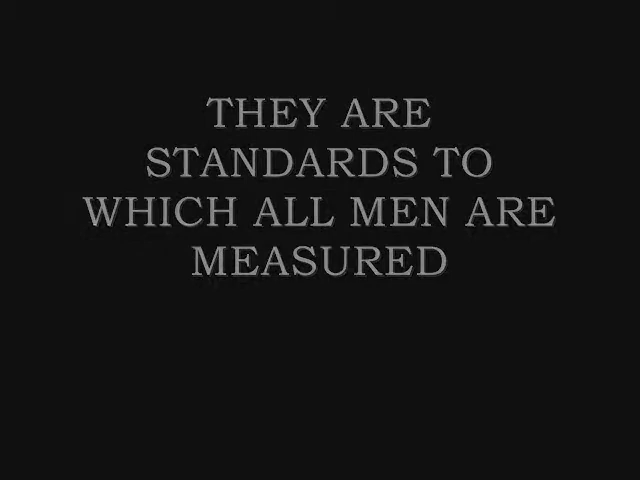 THEY ARE
STANDARDS TO
WHICH ALL MEN ARE
MEASURED